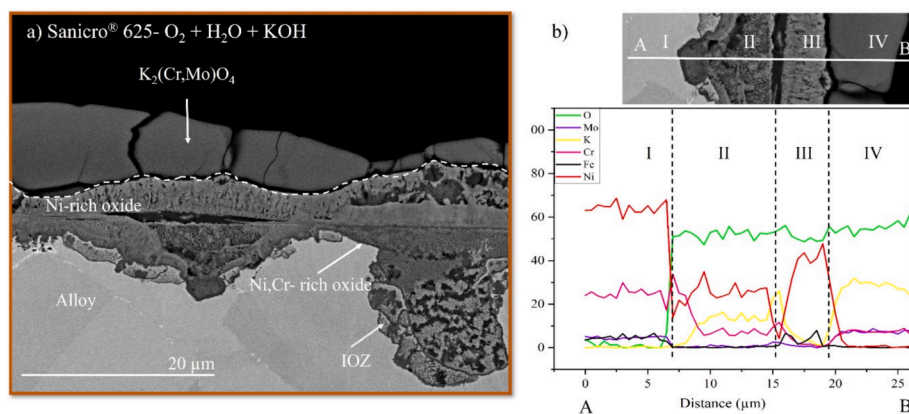 a) Sanicro® 625- O₂ + H₂O + KOH
K₂(Cr,Mo)O₄
Ni-rich oxide
Alloy
Ni,Cr- rich oxide
IOZ
20 µm
b)
A I II III IV B
O
Mo
K
Cr
Fe
Ni
I II III IV
00
80
60
40
20
0
0 5 10 15 20 25
A Distance (µm) B